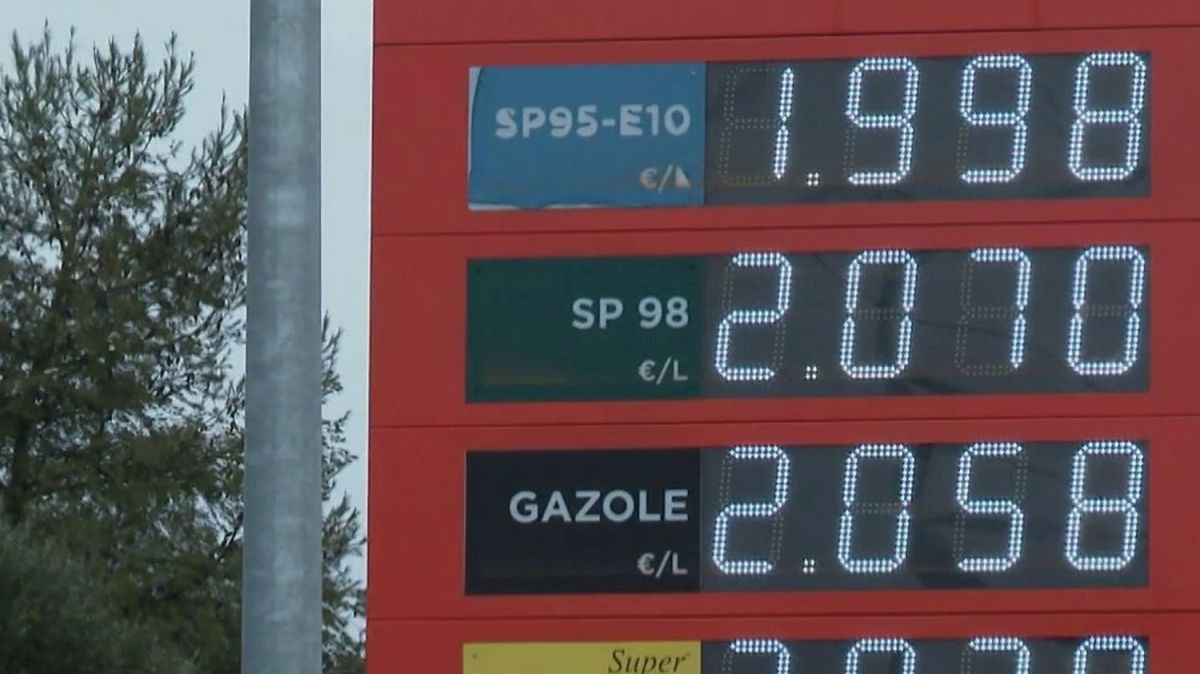 SP95-E10 1.998
€/L
SP 98 2.070
€/L
GAZOLE 2.058
€/L
Super